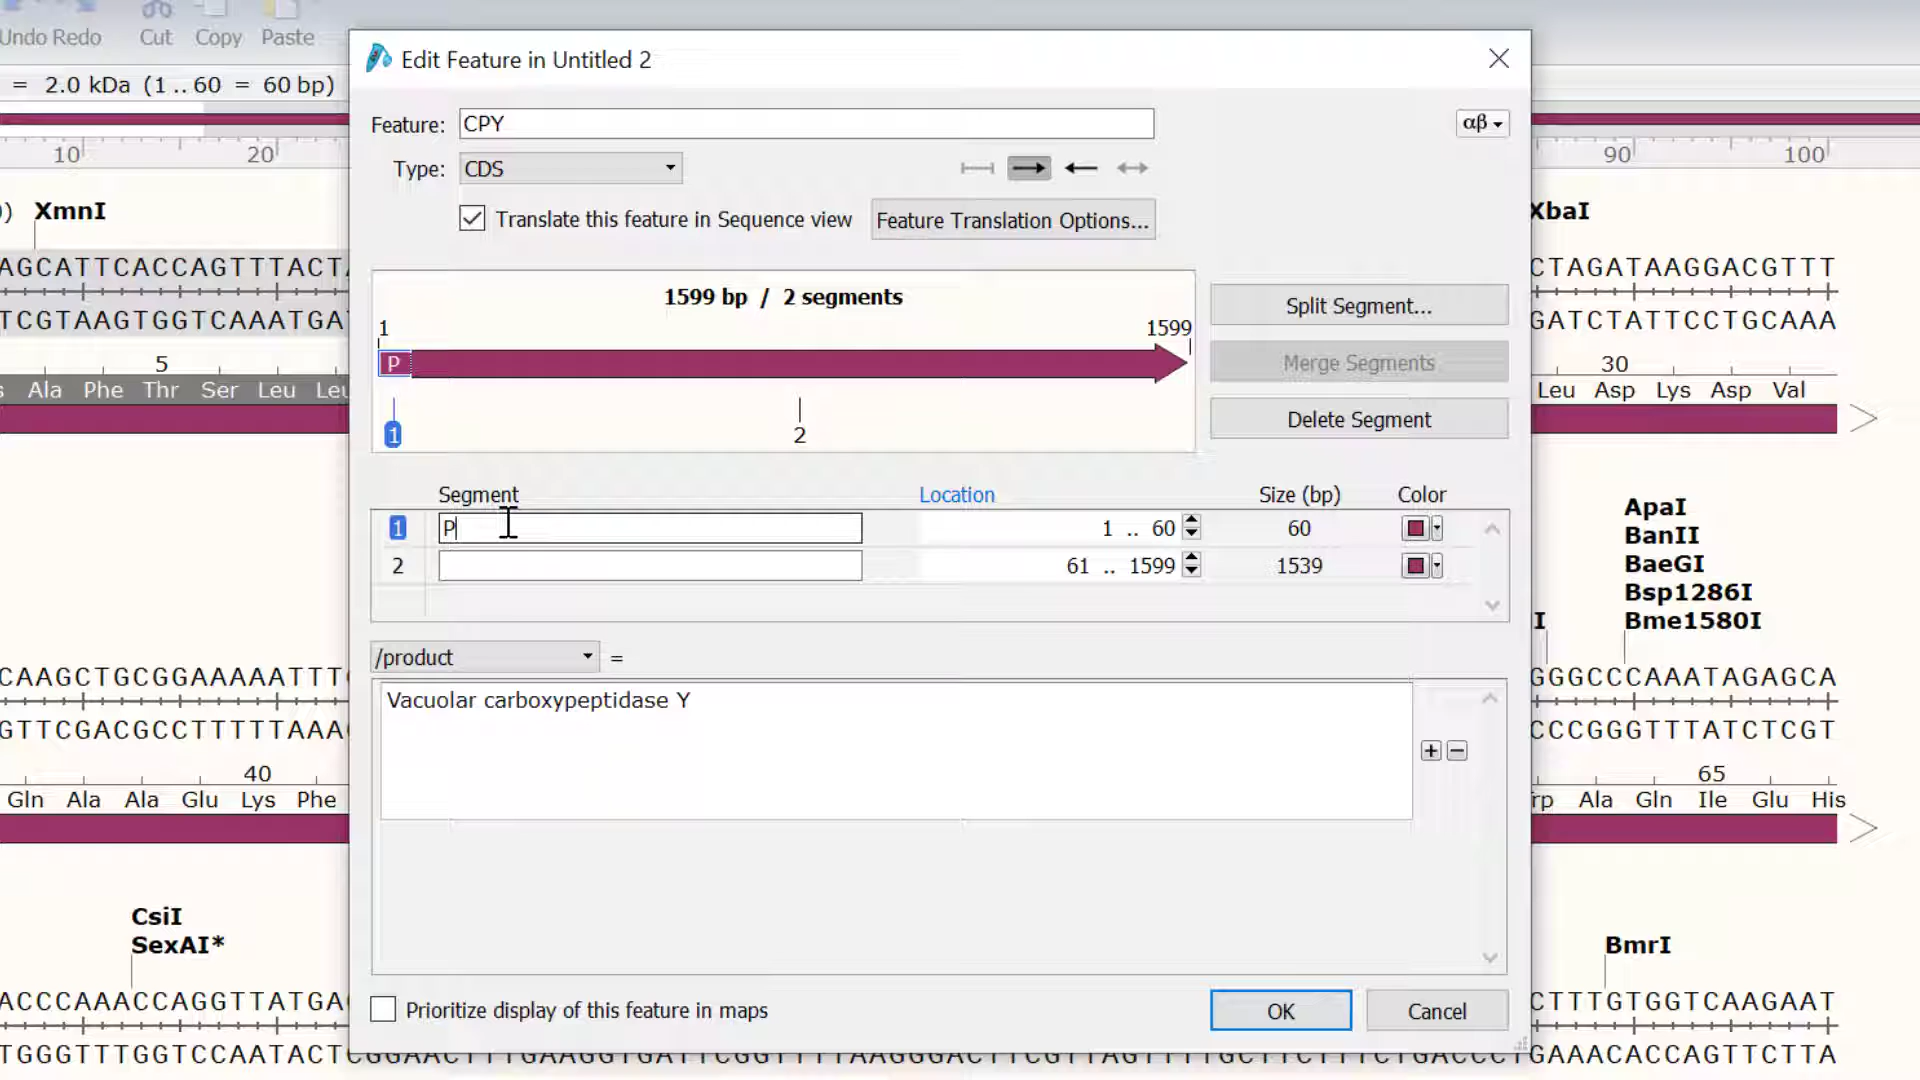 Undo Redo Cut Copy Paste
Edit Feature in Untitled 2
= 2.0 kDa (1 .. 60 = 60 bp)
Feature: CPY αβ
10 20 90 100
Type: CDS
) XmnI XbaI
Translate this feature in Sequence view Feature Translation Options...
AGCATTCACCAGTTTACT CTAGATAAGGACGTTT
1599 bp / 2 segments Split Segment...
TCGTAAGTGGTCAAATGA GATCTATTCCTGCAAA
1 1599
5 P Merge Segments 30
s Ala Phe Thr Ser Leu Leu Leu Asp Lys Asp Val
Delete Segment
1 2
Segment Location Size (bp) Color
ApaI
1 P 1 .. 60 60
BanII
2 61 .. 1599 1539
BaeGI
Bsp1286I
I Bme1580I
/product =
CAAGCTGCGGAAAAATTT GGGCCCAAATAGAGCA
Vacuolar carboxypeptidase Y
GTTCGACGCCTTTTTAAA CCCGGGTTTATCTCGT
40 65
Gln Ala Ala Glu Lys Phe rp Ala Gln Ile Glu His
CsiI
SexAI* BmrI
ACCCAAACCAGGTTATGA CTTTGTGGTCAAGAAT
Prioritize display of this feature in maps OK Cancel
TGGGTTTGGTCCAATACT GAAACACCAGTTCTTA